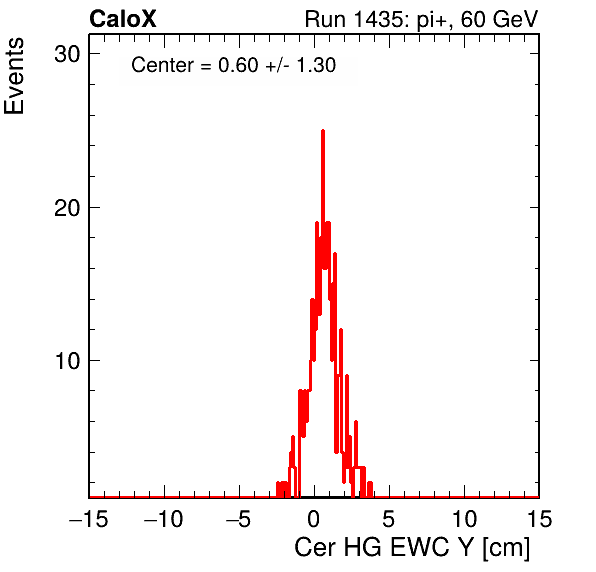 CaloX Run 1435: pi+, 60 GeV
Events
Center = 0.60 +/- 1.30
30
20
10
−15 −10 −5 0 5 10 15
Cer HG EWC Y [cm]